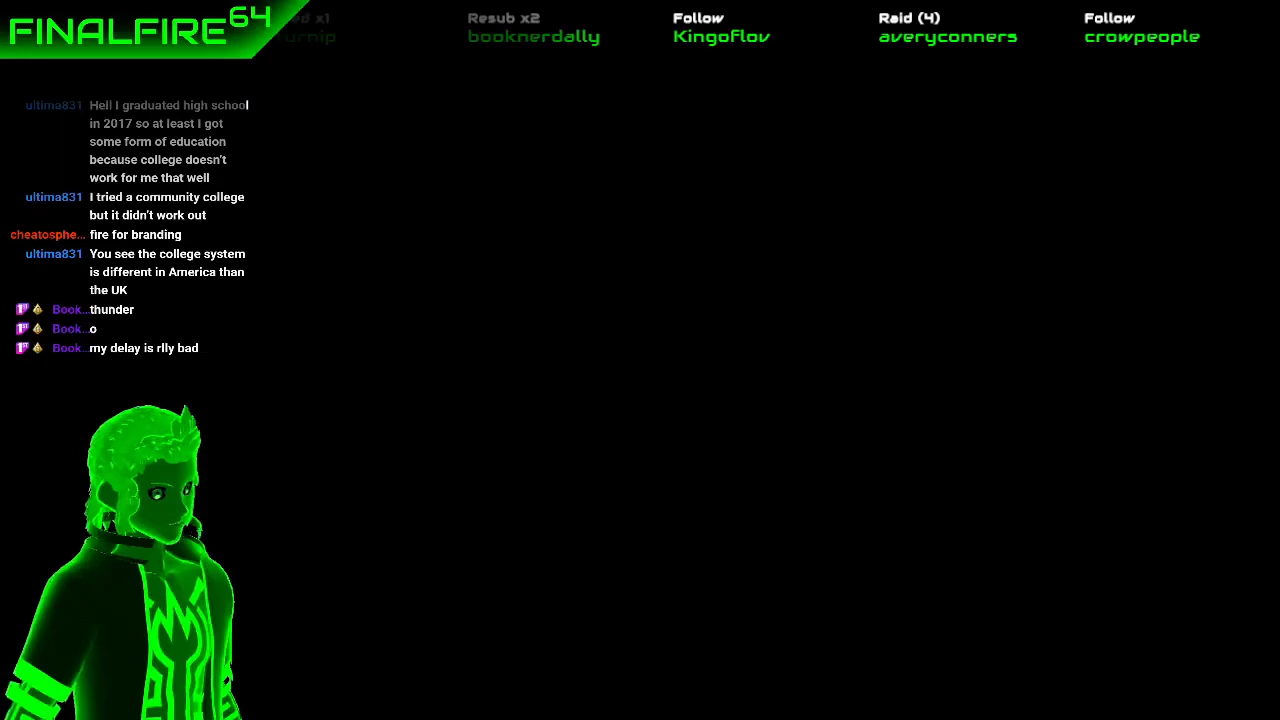 FINALFIRE64
x1
urnip
Resub x2
booknerdally
Follow
KingoFlov
Raid (4)
averyconners
Follow
crowpeople
ultima831 Hell I graduated high school
in 2017 so at least I got
some form of education
because college doesn't
work for me that well
ultima831 I tried a community college
but it didn't work out
cheatosphe... fire for branding
ultima831 You see the college system
is different in America than
the UK
Book... thunder
Book... o
Book... my delay is rlly bad